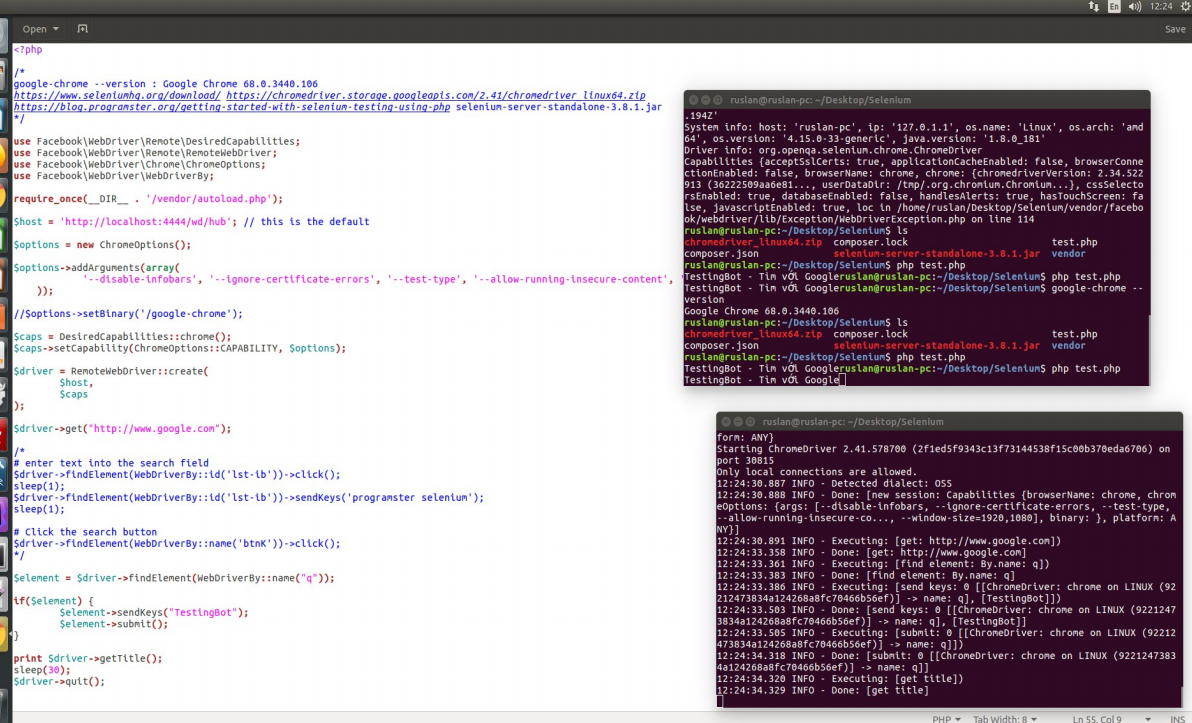 En 12:24
Open Save
<?php
/*
google-chrome --version : Google Chrome 68.0.3440.106
https://www.seleniumhq.org/download/ https://chromedriver.storage.googleapis.com/2.41/chromedriver_linux64.zip
https://blog.programster.org/getting-started-with-selenium-testing-using-php selenium-server-standalone-3.8.1.jar
*/
use Facebook\WebDriver\Remote\DesiredCapabilities;
use Facebook\WebDriver\Remote\RemoteWebDriver;
use Facebook\WebDriver\Chrome\ChromeOptions;
use Facebook\WebDriver\WebDriverBy;
require_once(__DIR__ . '/vendor/autoload.php');
$host = 'http://localhost:4444/wd/hub'; // this is the default
$options = new ChromeOptions();
$options->addArguments(array(
'--disable-infobars', '--ignore-certificate-errors', '--test-type', '--allow-running-insecure-content',
));
//$options->setBinary('/google-chrome');
$caps = DesiredCapabilities::chrome();
$caps->setCapability(ChromeOptions::CAPABILITY, $options);
$driver = RemoteWebDriver::create(
$host,
$caps
);
$driver->get("http://www.google.com");
/*
# enter text into the search field
$driver->findElement(WebDriverBy::id('lst-ib'))->click();
sleep(1);
$driver->findElement(WebDriverBy::id('lst-ib'))->sendKeys('programster selenium');
sleep(1);
# Click the search button
$driver->findElement(WebDriverBy::name('btnK'))->click();
*/
$element = $driver->findElement(WebDriverBy::name("q"));
if($element) {
$element->sendKeys("TestingBot");
$element->submit();
}
print $driver->getTitle();
sleep(30);
$driver->quit();
ruslan@ruslan-pc: ~/Desktop/Selenium
.194Z'
System info: host: 'ruslan-pc', ip: '127.0.1.1', os.name: 'Linux', os.arch: 'amd
64', os.version: '4.15.0-33-generic', java.version: '1.8.0_181'
Driver info: org.openqa.selenium.chrome.ChromeDriver
Capabilities {acceptSslCerts: true, applicationCacheEnabled: false, browserConne
ctionEnabled: false, browserName: chrome, chrome: {chromedriverVersion: 2.34.522
913 (36222509aa6e81..., userDataDir: /tmp/.org.chromium.Chromium...}, cssSelecto
rsEnabled: true, databaseEnabled: false, handlesAlerts: true, hasTouchScreen: fa
lse, javascriptEnabled: true, loc in /home/ruslan/Desktop/Selenium/vendor/facebo
ok/webdriver/lib/Exception/WebDriverException.php on line 114
ruslan@ruslan-pc:~/Desktop/Selenium$ ls
chromedriver_linux64.zip composer.lock test.php
composer.json selenium-server-standalone-3.8.1.jar vendor
ruslan@ruslan-pc:~/Desktop/Selenium$ php test.php
TestingBot - Tìm với Googleruslan@ruslan-pc:~/Desktop/Selenium$ php test.php
TestingBot - Tìm với Googleruslan@ruslan-pc:~/Desktop/Selenium$ google-chrome --
version
Google Chrome 68.0.3440.106
ruslan@ruslan-pc:~/Desktop/Selenium$ ls
chromedriver_linux64.zip composer.lock test.php
composer.json selenium-server-standalone-3.8.1.jar vendor
ruslan@ruslan-pc:~/Desktop/Selenium$ php test.php
TestingBot - Tìm với Googleruslan@ruslan-pc:~/Desktop/Selenium$ php test.php
TestingBot - Tìm với Google
ruslan@ruslan-pc: ~/Desktop/Selenium
form: ANY}
Starting ChromeDriver 2.41.578700 (2f1ed5f9343c13f73144538f15c00b370eda6706) on
port 30815
Only local connections are allowed.
12:24:30.887 INFO - Detected dialect: OSS
12:24:30.888 INFO - Done: [new session: Capabilities {browserName: chrome, chrom
eOptions: {args: [--disable-infobars, --ignore-certificate-errors, --test-type,
--allow-running-insecure-co..., --window-size=1920,1080], binary: }, platform: A
NY}]
12:24:30.891 INFO - Executing: [get: http://www.google.com])
12:24:33.358 INFO - Done: [get: http://www.google.com]
12:24:33.361 INFO - Executing: [find element: By.name: q])
12:24:33.383 INFO - Done: [find element: By.name: q]
12:24:33.386 INFO - Executing: [send keys: 0 [[ChromeDriver: chrome on LINUX (92
212473834a124268a8fc70466b56ef)] -> name: q], [TestingBot]])
12:24:33.503 INFO - Done: [send keys: 0 [[ChromeDriver: chrome on LINUX (9221247
3834a124268a8fc70466b56ef)] -> name: q], [TestingBot]]
12:24:33.505 INFO - Executing: [submit: 0 [[ChromeDriver: chrome on LINUX (92212
473834a124268a8fc70466b56ef)] -> name: q]])
12:24:34.318 INFO - Done: [submit: 0 [[ChromeDriver: chrome on LINUX (9221247383
4a124268a8fc70466b56ef)] -> name: q]]
12:24:34.320 INFO - Executing: [get title])
12:24:34.329 INFO - Done: [get title]
PHP Tab Width: 8 Ln 55, Col 9 INS